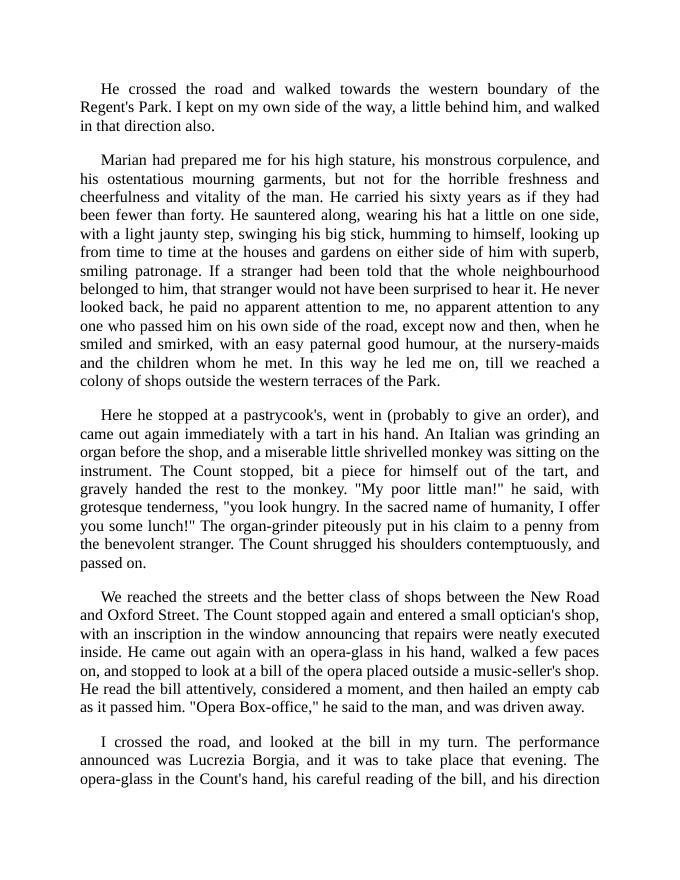 He crossed the road and walked towards the western boundary of the
Regent's Park. I kept on my own side of the way, a little behind him, and walked
in that direction also.
Marian had prepared me for his high stature, his monstrous corpulence, and
his ostentatious mourning garments, but not for the horrible freshness and
cheerfulness and vitality of the man. He carried his sixty years as if they had
been fewer than forty. He sauntered along, wearing his hat a little on one side,
with a light jaunty step, swinging his big stick, humming to himself, looking up
from time to time at the houses and gardens on either side of him with superb,
smiling patronage. If a stranger had been told that the whole neighbourhood
belonged to him, that stranger would not have been surprised to hear it. He never
looked back, he paid no apparent attention to me, no apparent attention to any
one who passed him on his own side of the road, except now and then, when he
smiled and smirked, with an easy paternal good humour, at the nursery-maids
and the children whom he met. In this way he led me on, till we reached a
colony of shops outside the western terraces of the Park.
Here he stopped at a pastrycook's, went in (probably to give an order), and
came out again immediately with a tart in his hand. An Italian was grinding an
organ before the shop, and a miserable little shrivelled monkey was sitting on the
instrument. The Count stopped, bit a piece for himself out of the tart, and
gravely handed the rest to the monkey. "My poor little man!" he said, with
grotesque tenderness, "you look hungry. In the sacred name of humanity, I offer
you some lunch!" The organ-grinder piteously put in his claim to a penny from
the benevolent stranger. The Count shrugged his shoulders contemptuously, and
passed on.
We reached the streets and the better class of shops between the New Road
and Oxford Street. The Count stopped again and entered a small optician's shop,
with an inscription in the window announcing that repairs were neatly executed
inside. He came out again with an opera-glass in his hand, walked a few paces
on, and stopped to look at a bill of the opera placed outside a music-seller's shop.
He read the bill attentively, considered a moment, and then hailed an empty cab
as it passed him. "Opera Box-office," he said to the man, and was driven away.
I crossed the road, and looked at the bill in my turn. The performance
announced was Lucrezia Borgia, and it was to take place that evening. The
opera-glass in the Count's hand, his careful reading of the bill, and his direction